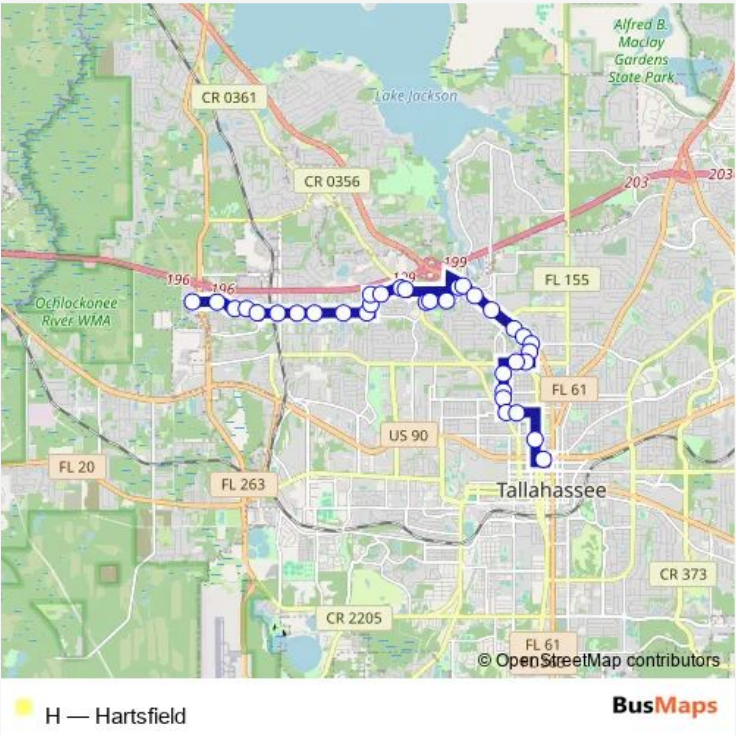 Alfred B.
Maclay
Gardens
State Park
CR 0361
Lake Jackson
CR 0356
203
203
199
196
196
FL 155
Ochlockonee
River WMA
FL 61
US 90
FL 20
FL 263
Tallahassee
CR 373
CR 2205
FL 61
© OpenStreetMap contributors
H — Hartsfield
BusMaps